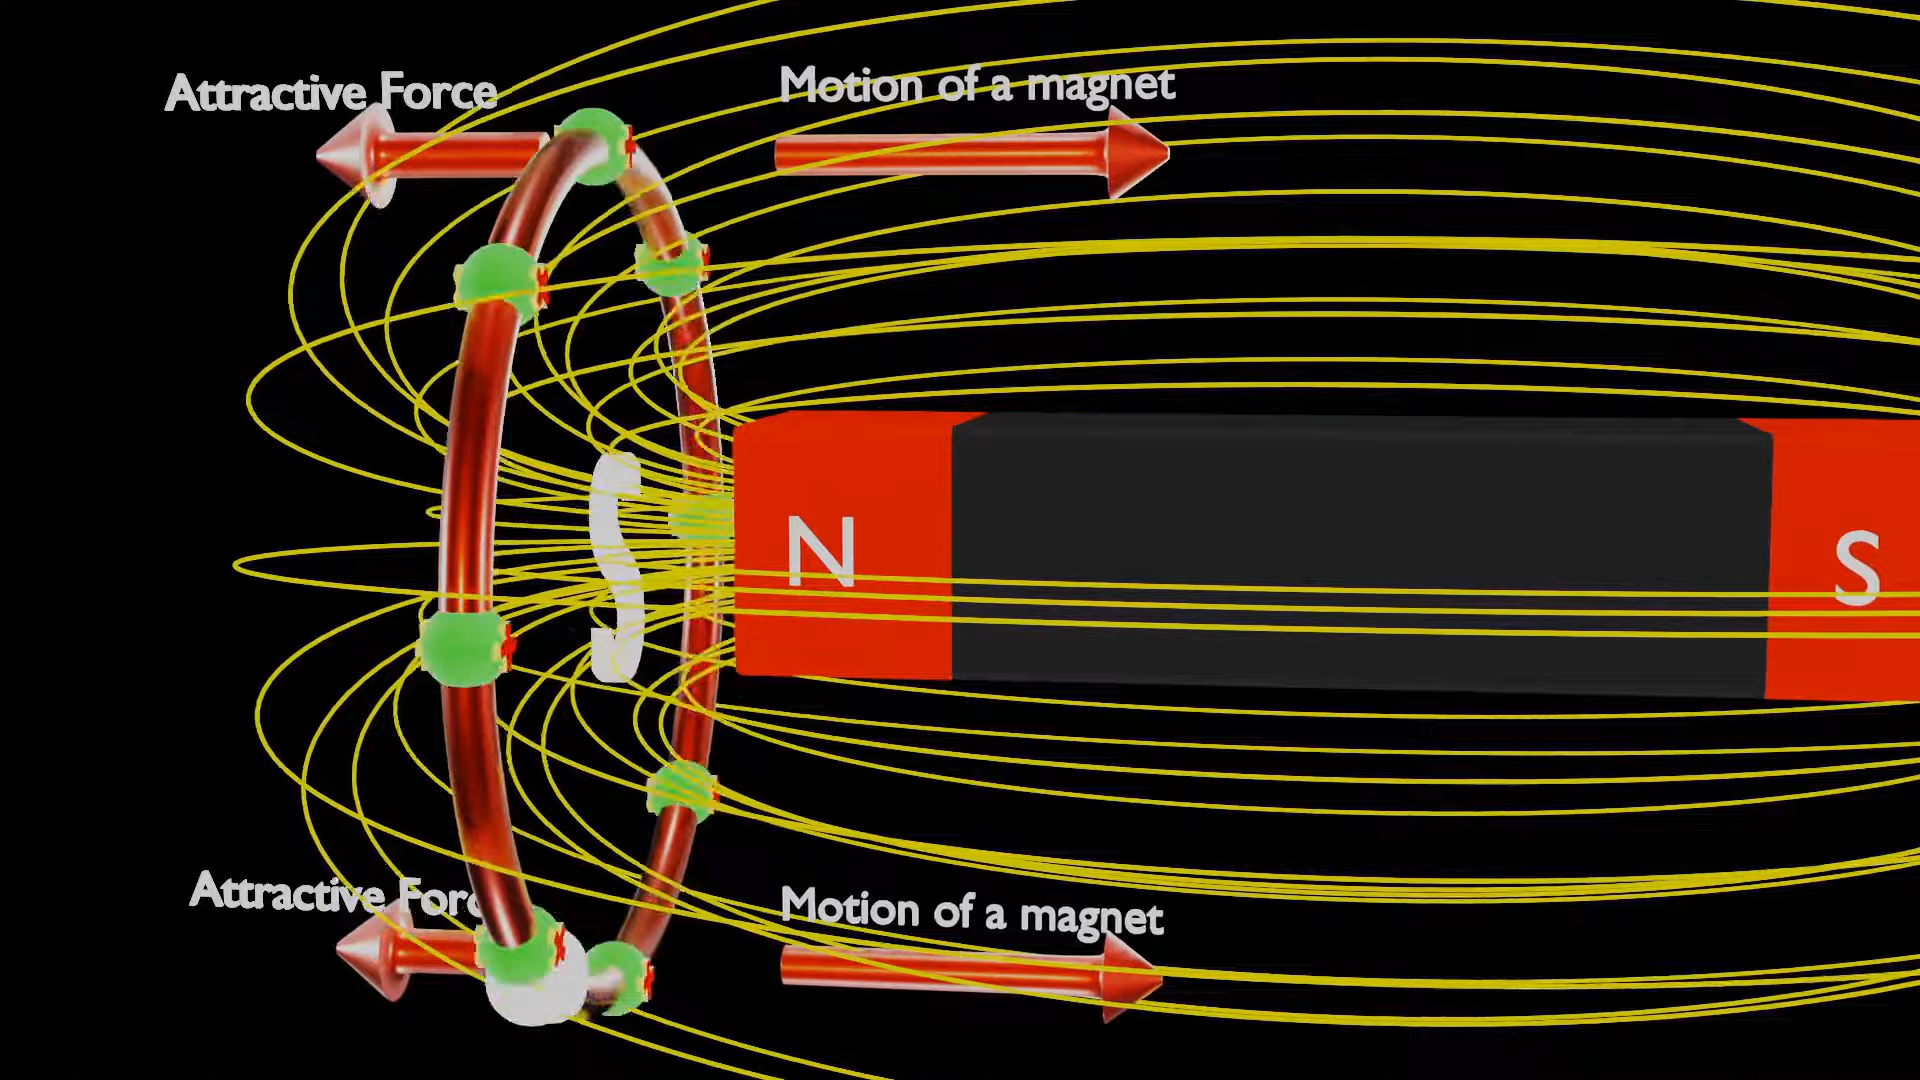 Attractive Force
Motion of a magnet
S
N
S
Attractive Forc
Motion of a magnet